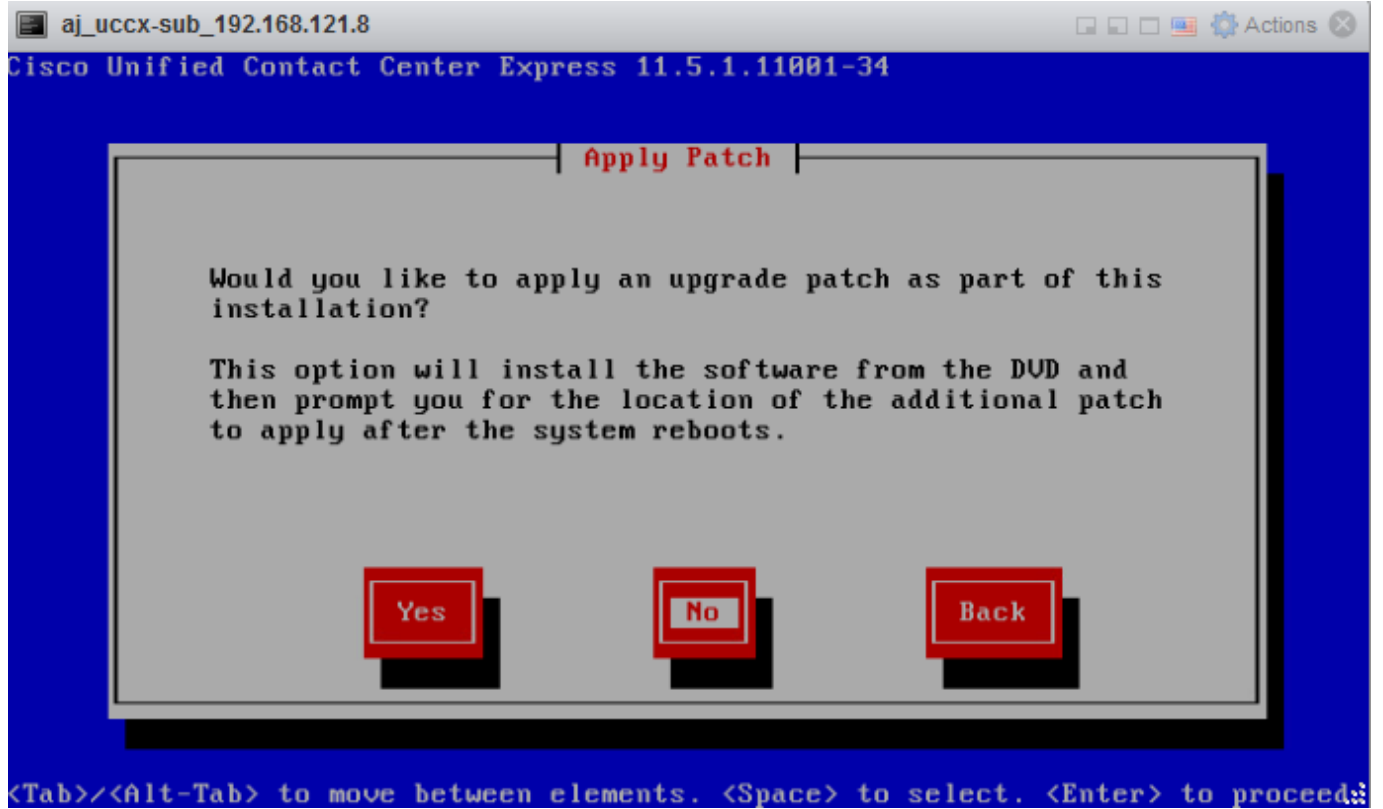 aj_uccx-sub_192.168.121.8 Actions
Cisco Unified Contact Center Express 11.5.1.11001-34
Apply Patch
Would you like to apply an upgrade patch as part of this
installation?
This option will install the software from the DVD and
then prompt you for the location of the additional patch
to apply after the system reboots.
Yes No Back
<Tab>/<Alt-Tab> to move between elements. <Space> to select. <Enter> to proceed